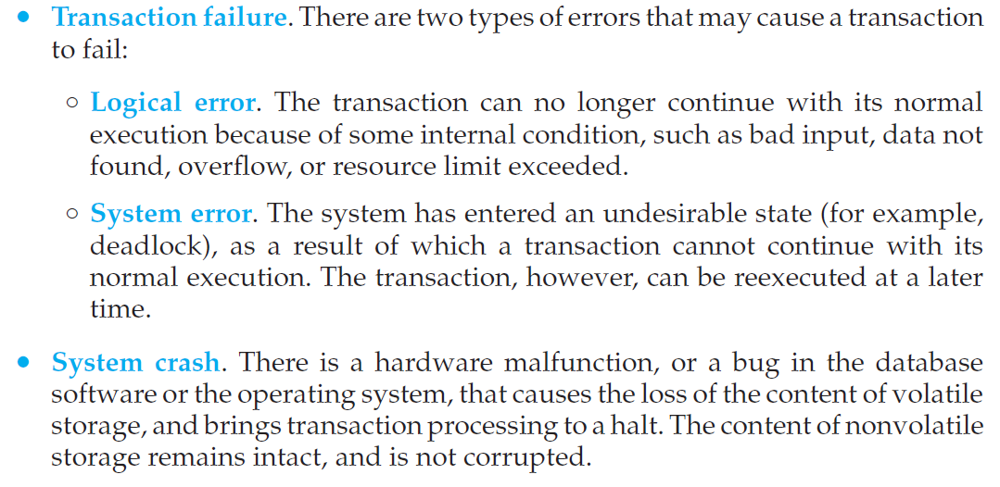 • Transaction failure. There are two types of errors that may cause a transaction
to fail:
○ Logical error. The transaction can no longer continue with its normal
execution because of some internal condition, such as bad input, data not
found, overflow, or resource limit exceeded.
○ System error. The system has entered an undesirable state (for example,
deadlock), as a result of which a transaction cannot continue with its
normal execution. The transaction, however, can be reexecuted at a later
time.
• System crash. There is a hardware malfunction, or a bug in the database
software or the operating system, that causes the loss of the content of volatile
storage, and brings transaction processing to a halt. The content of nonvolatile
storage remains intact, and is not corrupted.